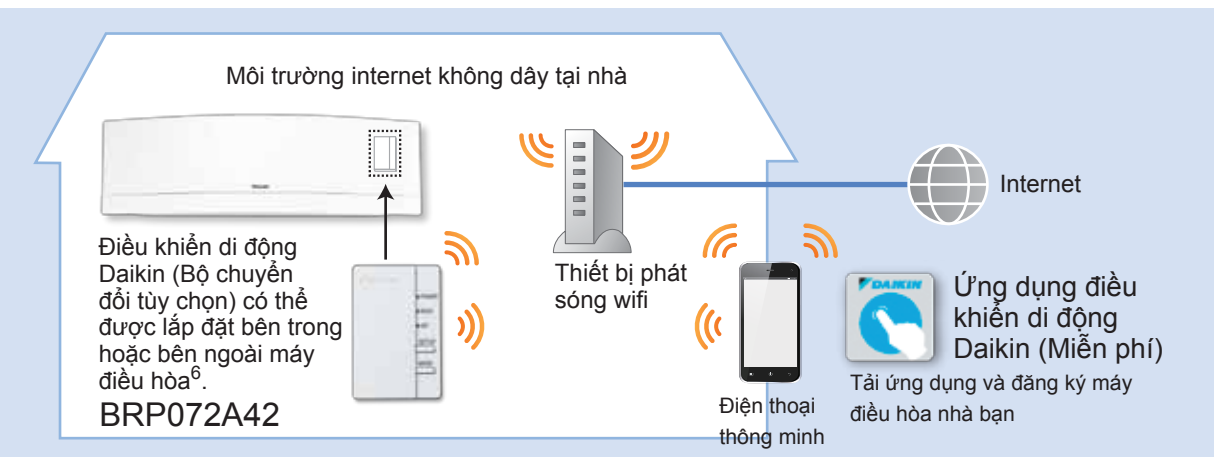 Môi trường internet không dây tại nhà
Internet
Điều khiển di động
Daikin (Bộ chuyển
đổi tùy chọn) có thể
được lắp đặt bên trong
hoặc bên ngoài máy
điều hòa6.
BRP072A42
Thiết bị phát
sóng wifi
Điện thoại
thông minh
DAIKIN
Ứng dụng điều
khiển di động
Daikin (Miễn phí)
Tải ứng dụng và đăng ký máy
điều hòa nhà bạn